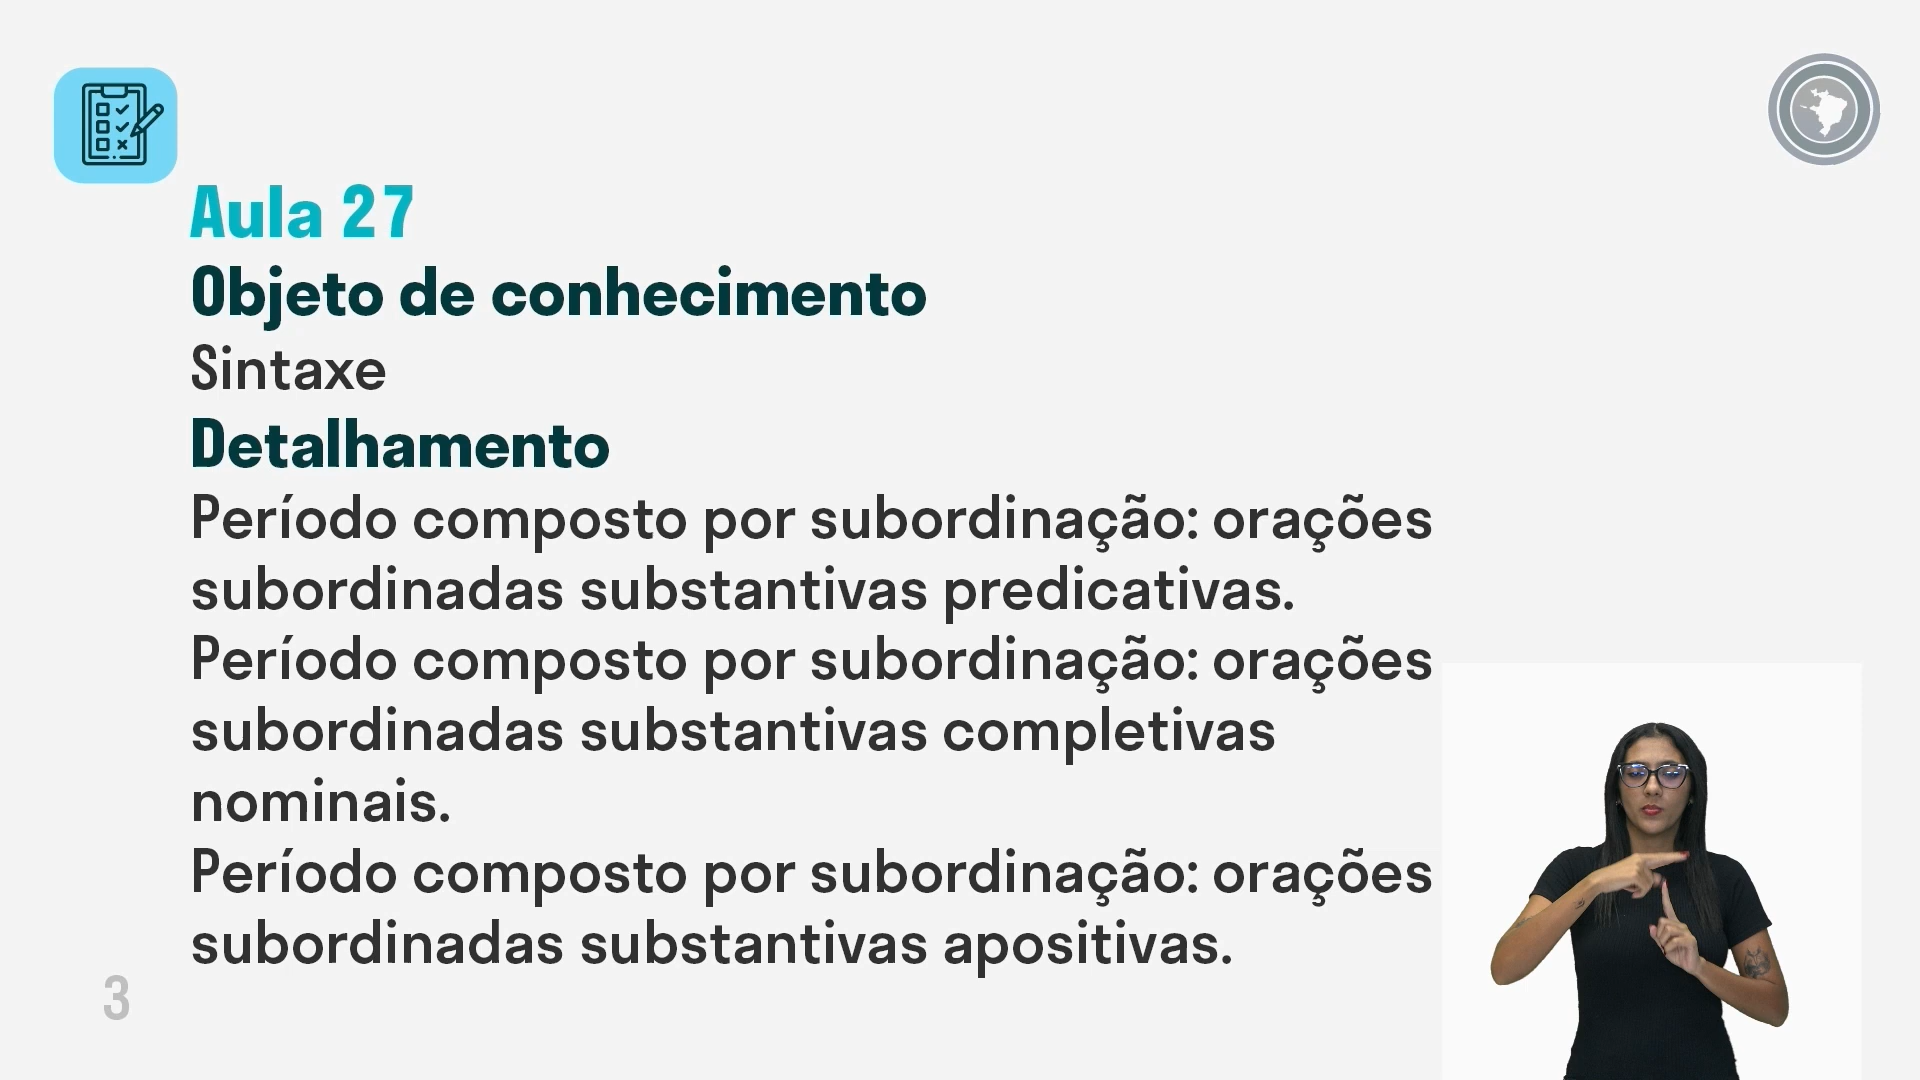 Aula 27
Objeto de conhecimento
Sintaxe
Detalhamento
Período composto por subordinação: orações
subordinadas substantivas predicativas.
Período composto por subordinação: orações
subordinadas substantivas completivas
nominais.
Período composto por subordinação: orações
subordinadas substantivas apositivas.
3